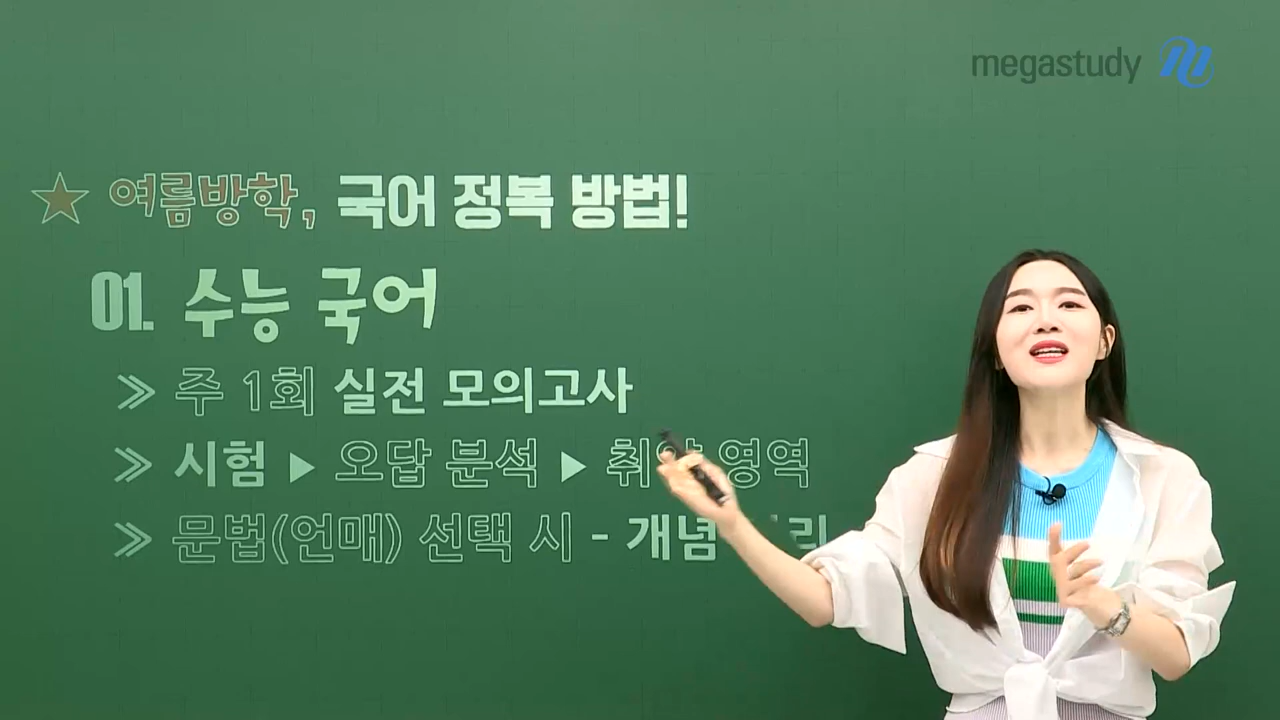 megastudy
★ 여름방학, 국어 정복 방법!
01. 수능 국어
≫ 주 1회 실전 모의고사
≫ 시험 ▶ 오답 분석 ▶ 취약 영역
≫ 문법(언매) 선택 시 - 개념